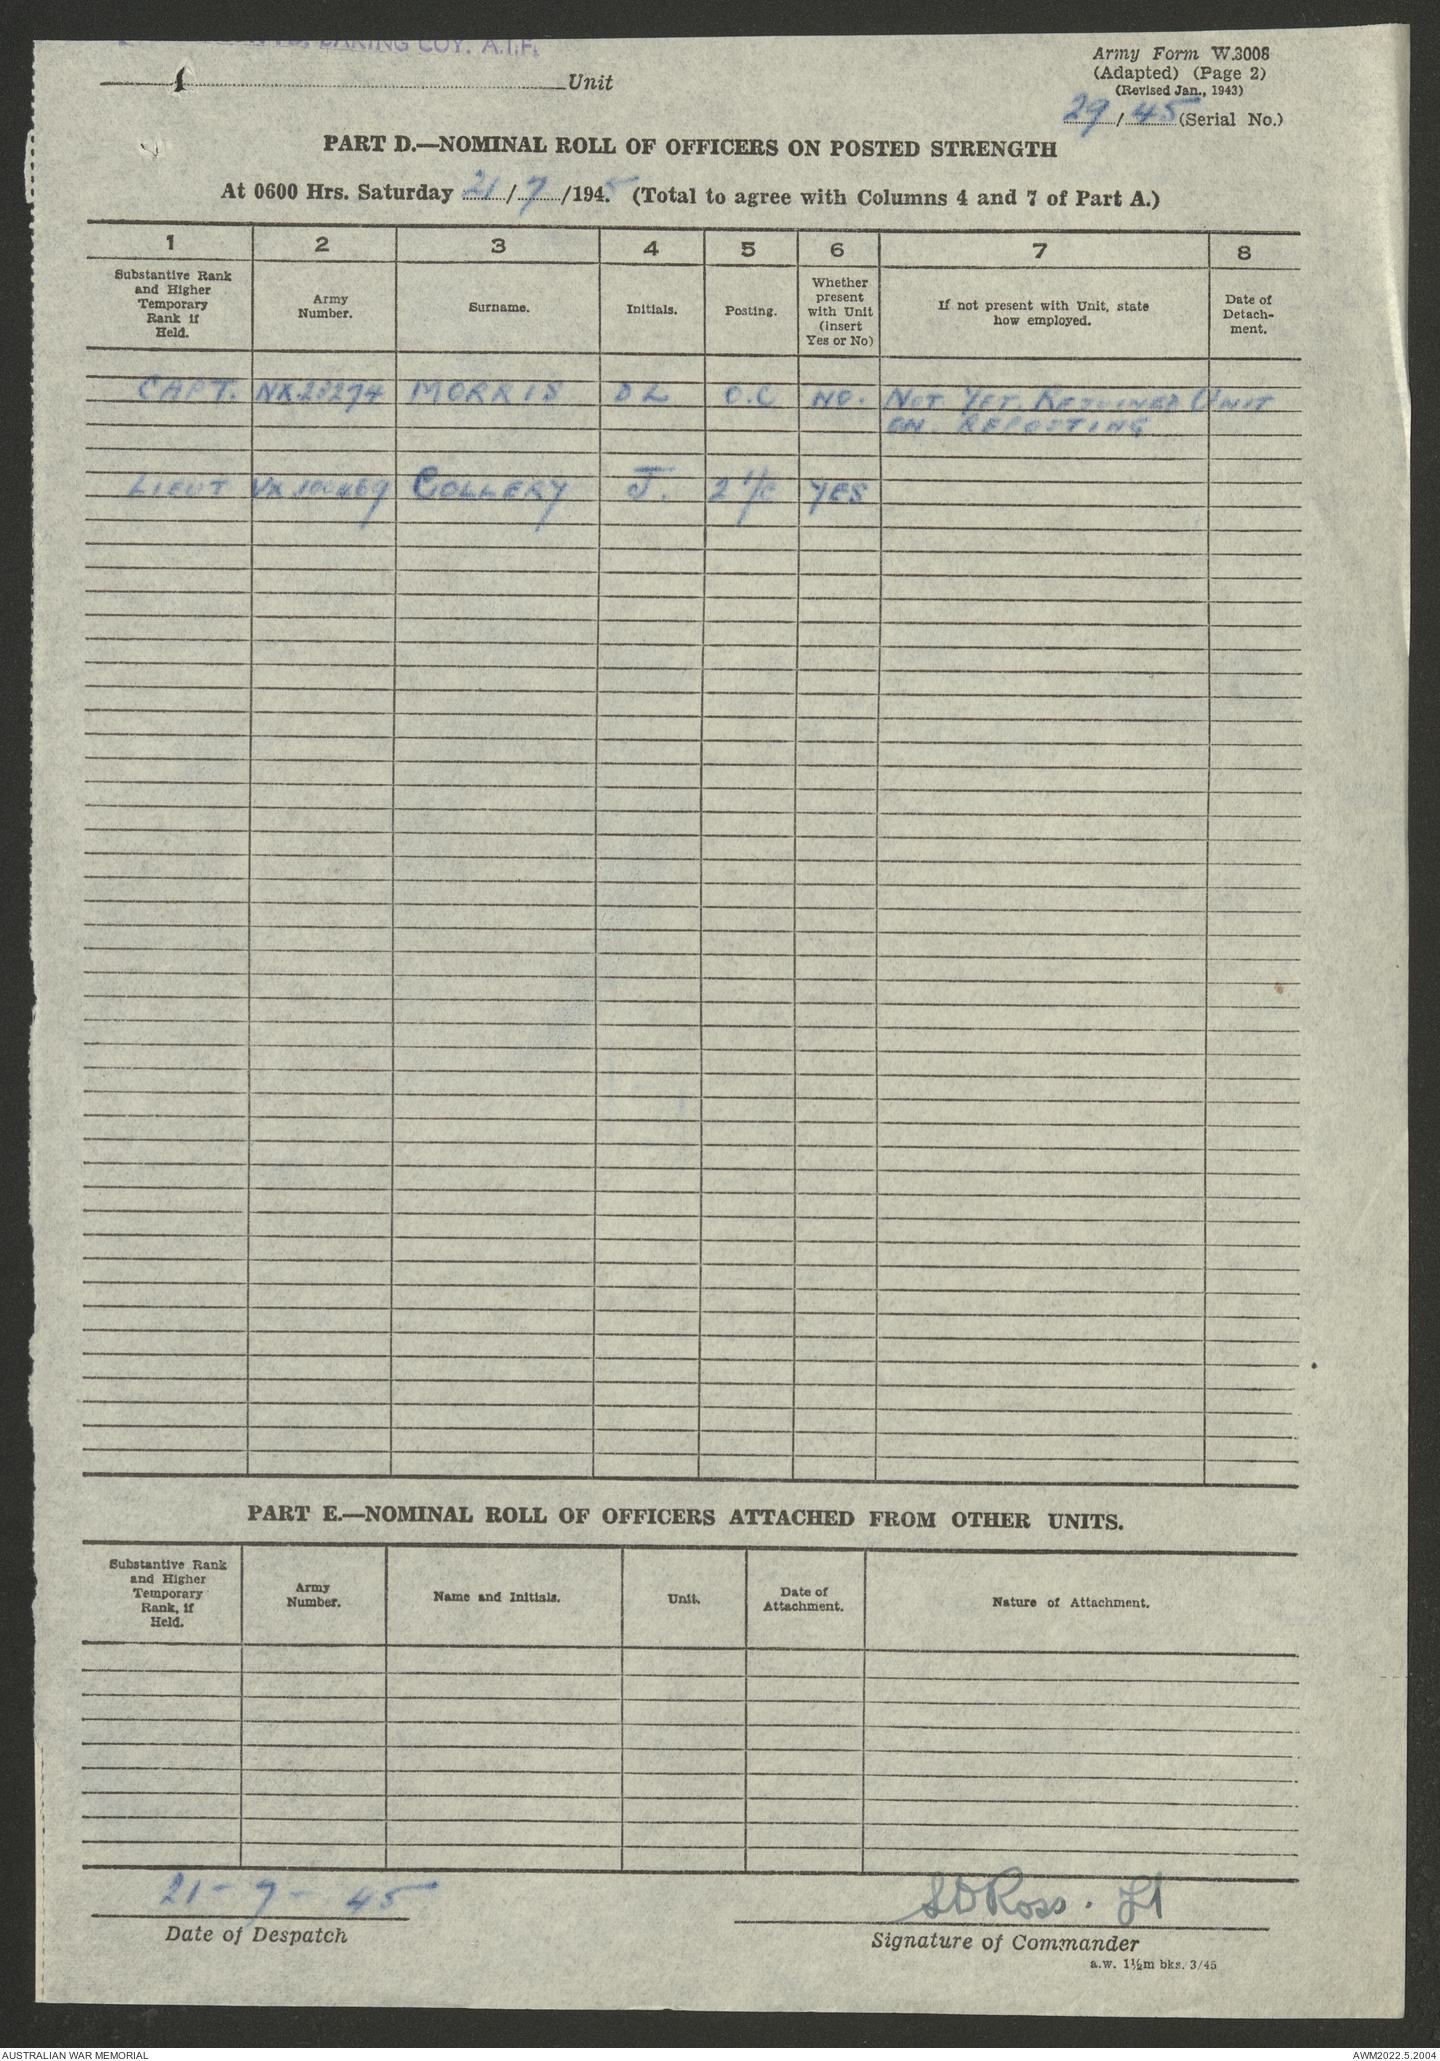 BAKING COY. A.I.F.
Army Form W.3008
Unit
(Adapted) (Page 2)
(Revised Jan., 1943)
29/45 (Serial No.)
PART D.—NOMINAL ROLL OF OFFICERS ON POSTED STRENGTH
At 0600 Hrs. Saturday 21/7/1945 (Total to agree with Columns 4 and 7 of Part A.)
1 2 3 4 5 6 7 8
Substantive Rank
and Higher
Temporary
Rank if
Held.
Army
Number.
Surname.
Initials.
Posting.
Whether
present
with Unit
(insert
Yes or No)
If not present with Unit, state
how employed.
Date of
Detach-
ment.
CAPT. NX28274 MORRIS D L O.C NO. NOT YET REJOINED UNIT
ON REPOSTING
LIEUT VX100469 COLLERY J. 2 I/C YES
PART E.—NOMINAL ROLL OF OFFICERS ATTACHED FROM OTHER UNITS.
Substantive Rank
and Higher
Temporary
Rank, if
Held.
Army
Number.
Name and Initials.
Unit.
Date of
Attachment.
Nature of Attachment.
21-7-45
Date of Despatch
SD Ross. Lt
Signature of Commander
a.w. 1½m bks. 3/45
AUSTRALIAN WAR MEMORIAL
AWM2022.5.2004